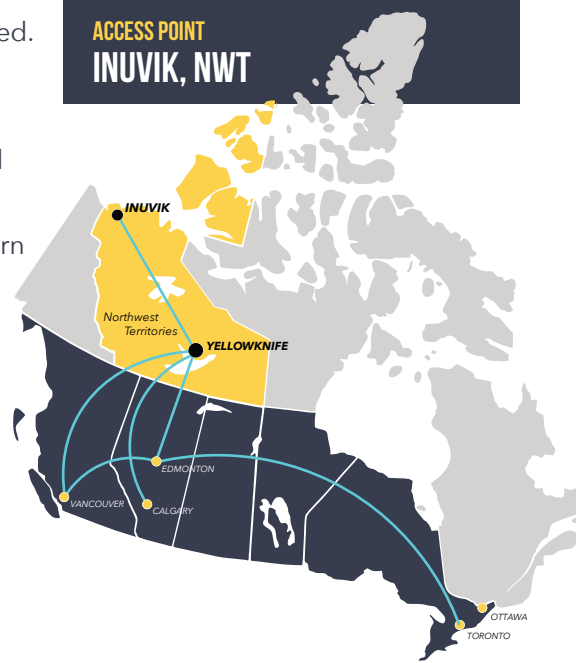 ed.
ACCESS POINT
INUVIK, NWT
rn
INUVIK
Northwest
Territories
YELLOWKNIFE
EDMONTON
VANCOUVER
CALGARY
OTTAWA
TORONTO